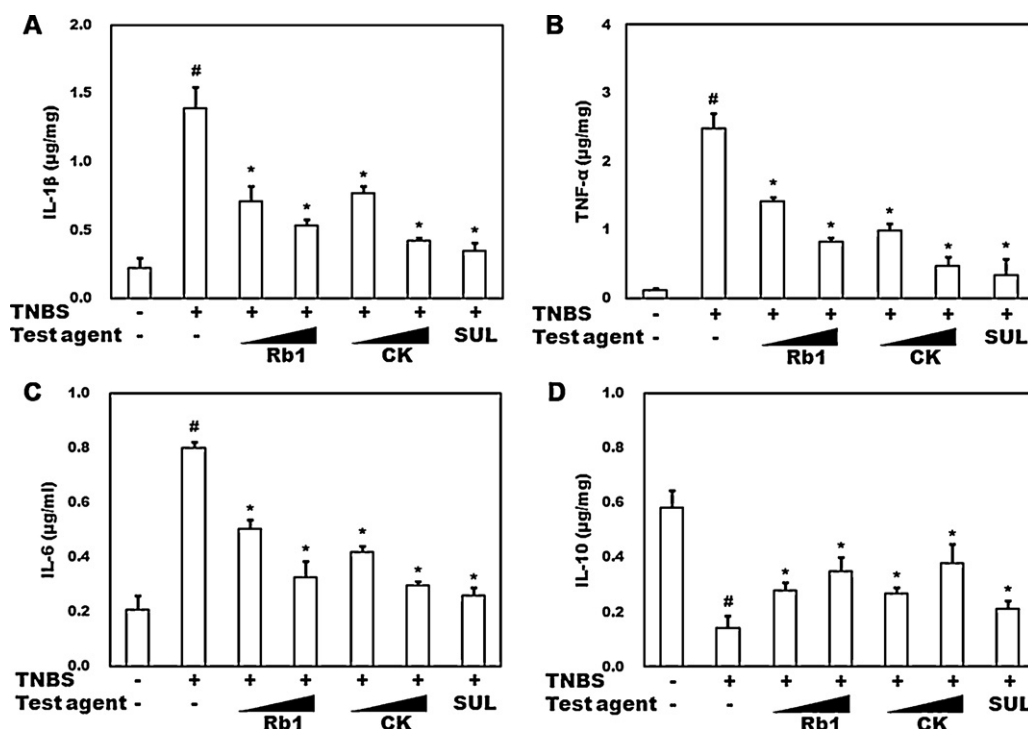 A
2.0
1.5
1.0
0.5
0.0
IL-1β (µg/mg)
#
*
*
*
*
*
TNBS - + + + + + +
Test agent - - Rb1 CK SUL
B
4
3
2
1
0
TNF-α (µg/mg)
#
*
*
*
*
*
TNBS - + + + + + +
Test agent - - Rb1 CK SUL
C
1.0
0.8
0.6
0.4
0.2
0.0
IL-6 (µg/ml)
#
*
*
*
*
*
TNBS - + + + + + +
Test agent - - Rb1 CK SUL
D
1.0
0.8
0.6
0.4
0.2
0.0
IL-10 (µg/mg)
#
*
*
*
*
*
TNBS - + + + + + +
Test agent - - Rb1 CK SUL